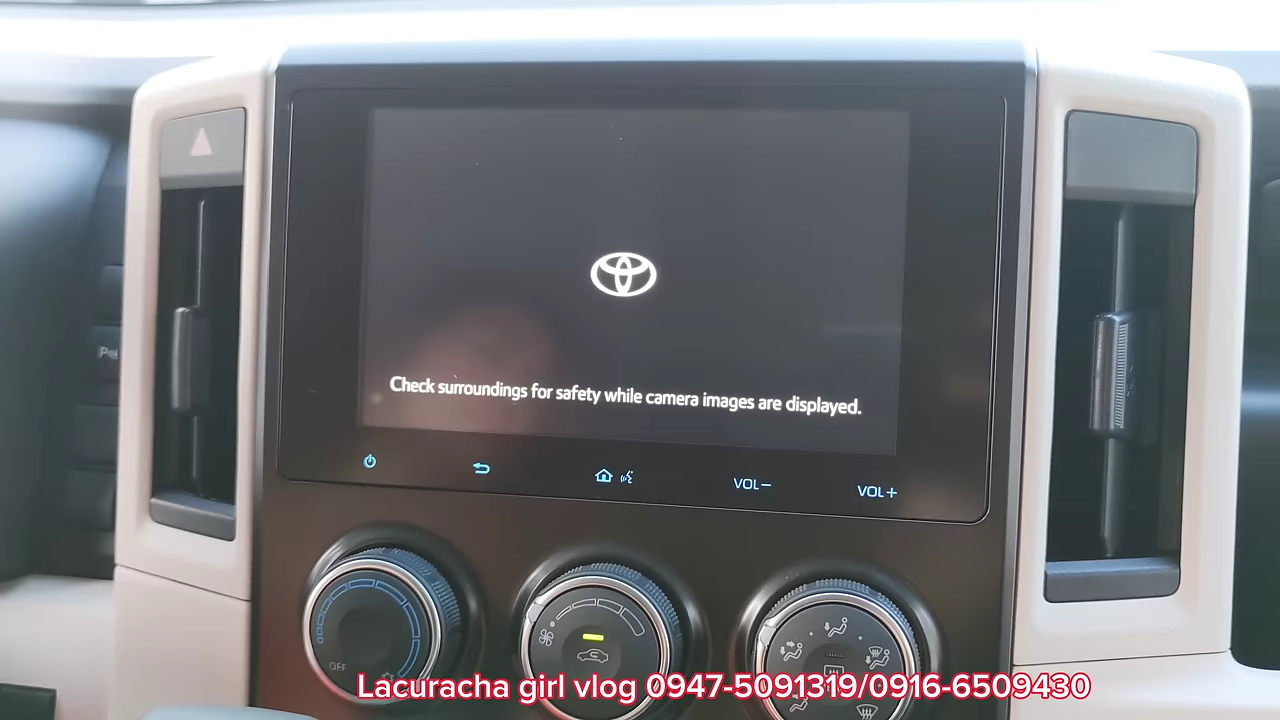 Check surroundings for safety while camera images are displayed.
VOL−
VOL+
OFF
Lacuracha girl vlog 0947-5091319/0916-6509430